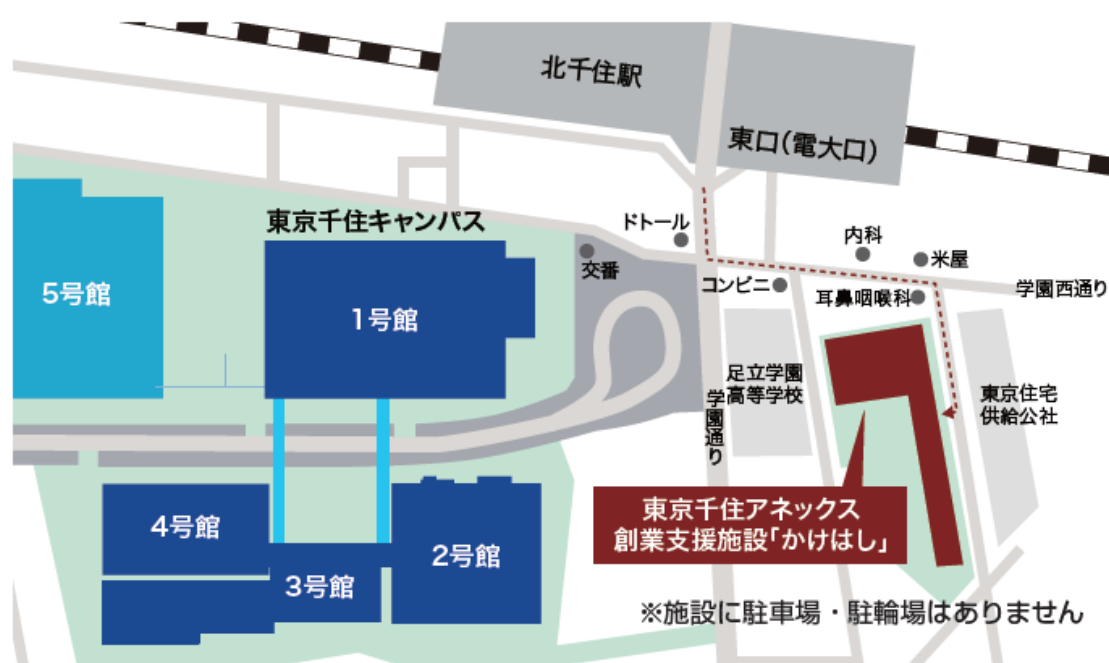 北千住駅
東口(電大口)
東京千住キャンパス
ドトール
交番
内科
米屋
コンビニ
耳鼻咽喉科
学園西通り
5号館
1号館
足立学園
高等学校
学園通り
東京住宅
供給公社
東京千住アネックス
創業支援施設「かけはし」
4号館
3号館
2号館
※施設に駐車場・駐輪場はありません